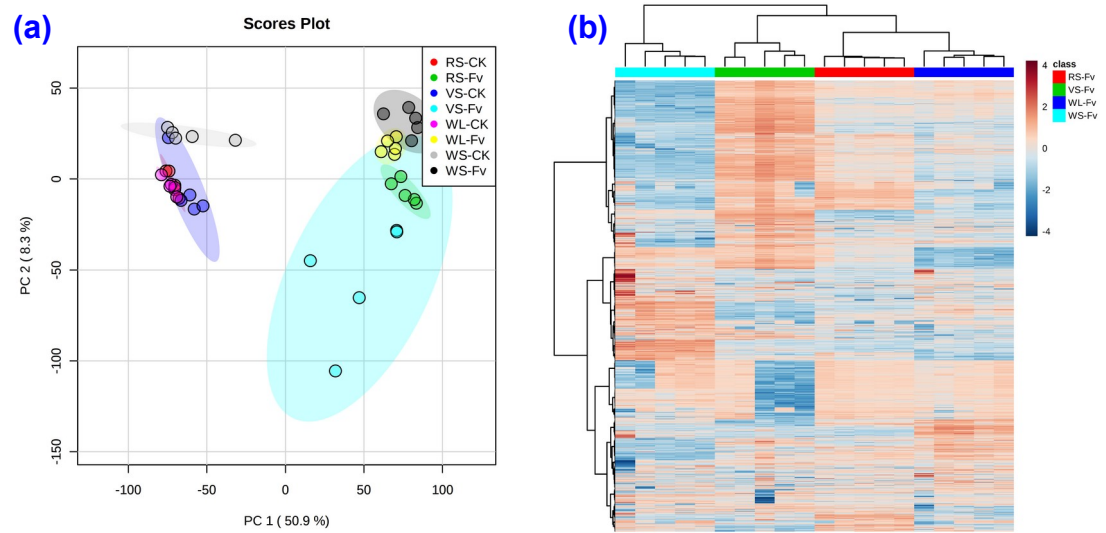 (a)
Scores Plot
RS-CK
RS-Fv
VS-CK
VS-Fv
WL-CK
WL-Fv
WS-CK
WS-Fv
50
0
-50
-100
-150
PC 2 ( 8.3 %)
-100
-50
0
50
100
PC 1 ( 50.9 %)
(b)
class
RS-Fv
VS-Fv
WL-Fv
WS-Fv
4
2
0
-2
-4